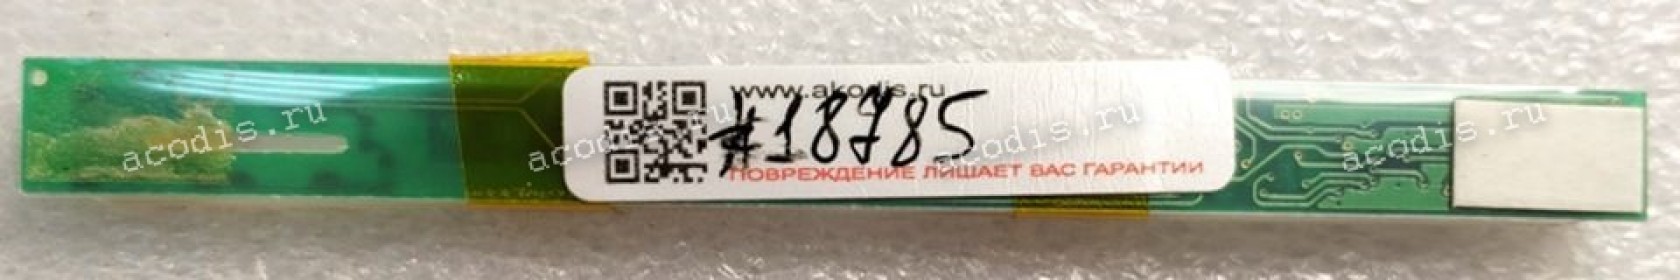 www.akodis.ru
#18785
ПОВРЕЖДЕНИЕ ЛИШАЕТ ВАС ГАРАНТИИ
acodis.ru
acodis.ru
acodis.ru
acodis.ru